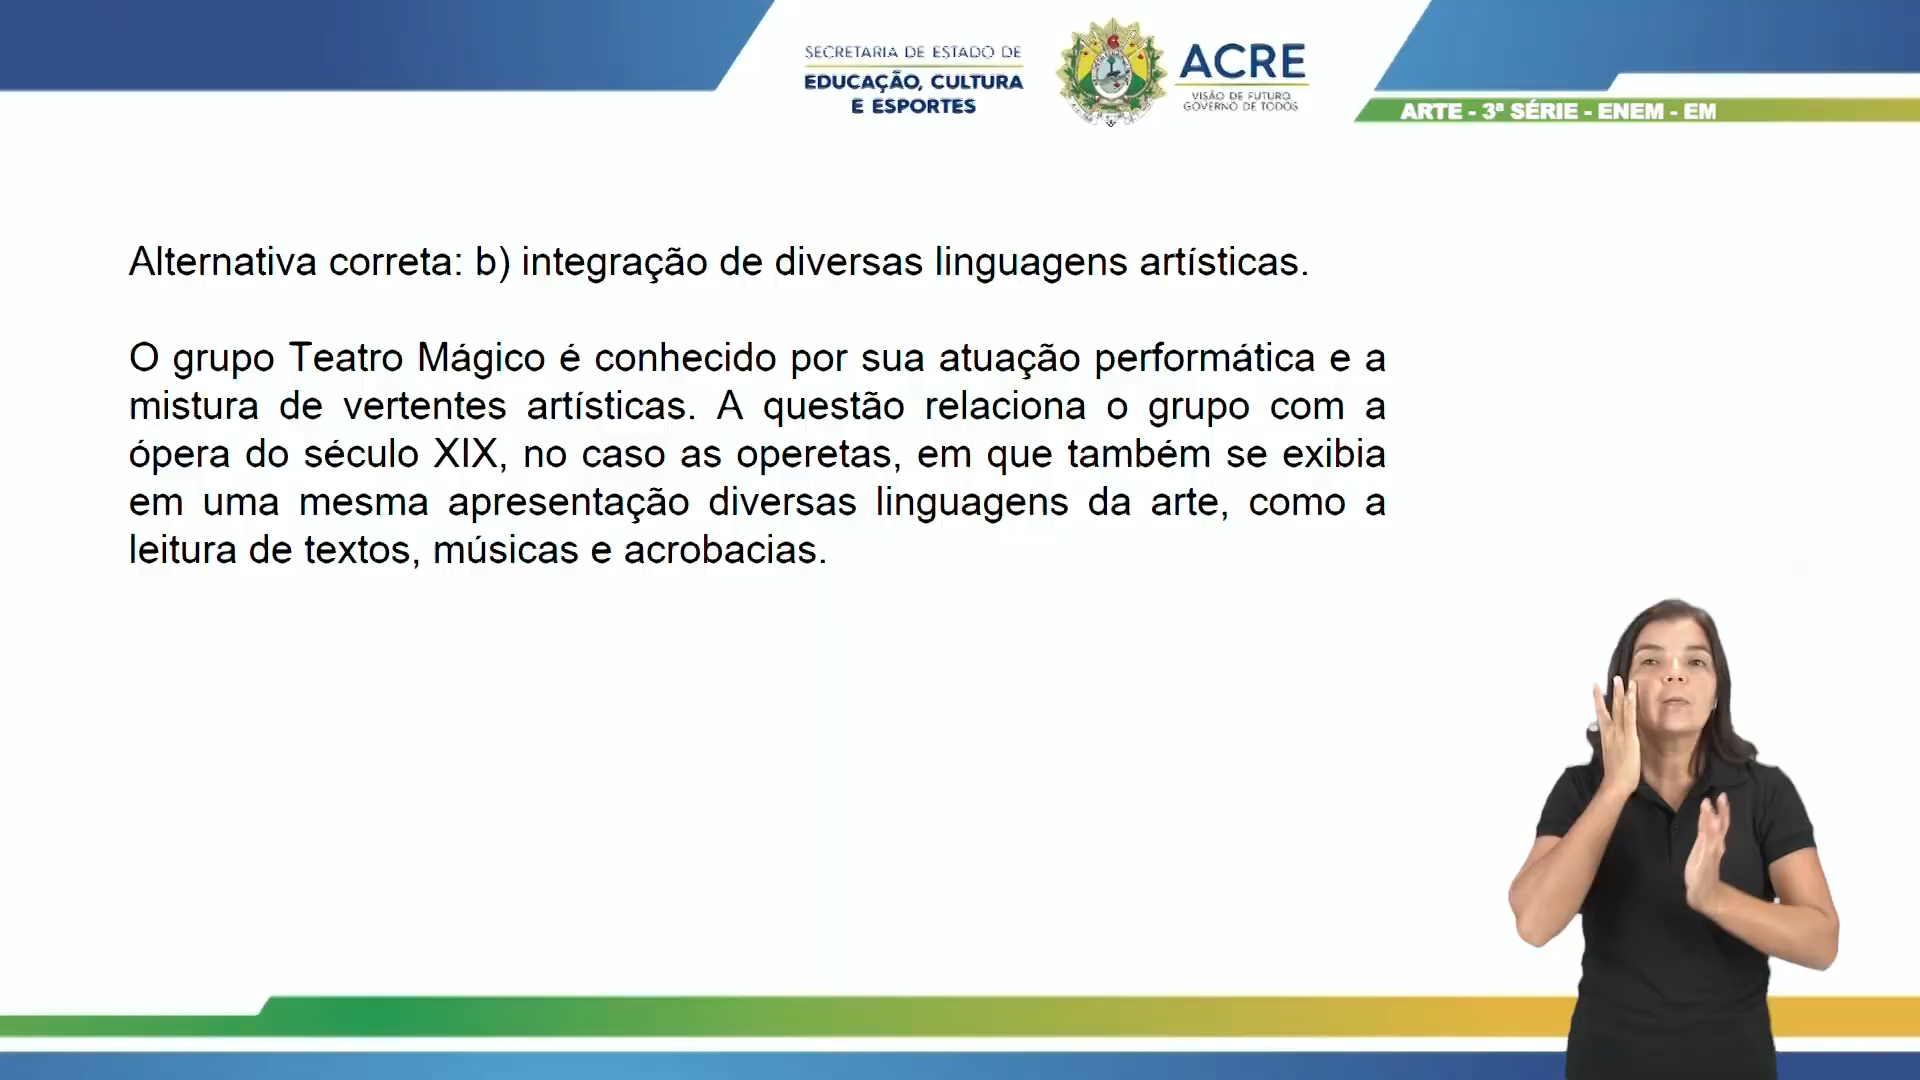 SECRETARIA DE ESTADO DE
EDUCAÇÃO, CULTURA
E ESPORTES
ACRE
VISÃO DE FUTURO,
GOVERNO DE TODOS
ARTE - 3ª SÉRIE - ENEM - EM
Alternativa correta: b) integração de diversas linguagens artísticas.
O grupo Teatro Mágico é conhecido por sua atuação performática e a
mistura de vertentes artísticas. A questão relaciona o grupo com a
ópera do século XIX, no caso as operetas, em que também se exibia
em uma mesma apresentação diversas linguagens da arte, como a
leitura de textos, músicas e acrobacias.